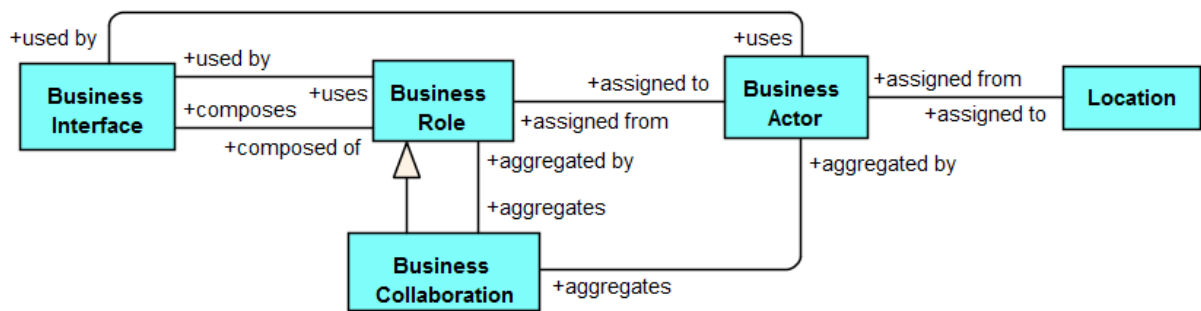 +used by
+uses
+used by
+uses
+composes
+composed of
Business
Interface
Business
Role
+assigned to
+assigned from
Business
Actor
+assigned from
+assigned to
Location
+aggregated by
+aggregates
+aggregated by
Business
Collaboration
+aggregates